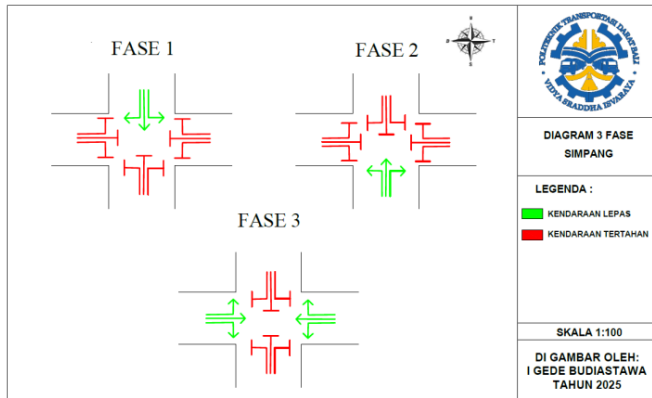 FASE 1
FASE 2
FASE 3
U
B
T
S
POLITEKNIK TRANSPORTASI DARAT BALI
VIDYA SRADDHA ISVARAYA
DIAGRAM 3 FASE
SIMPANG
LEGENDA :
KENDARAAN LEPAS
KENDARAAN TERTAHAN
SKALA 1:100
DI GAMBAR OLEH:
I GEDE BUDIASTAWA
TAHUN 2025